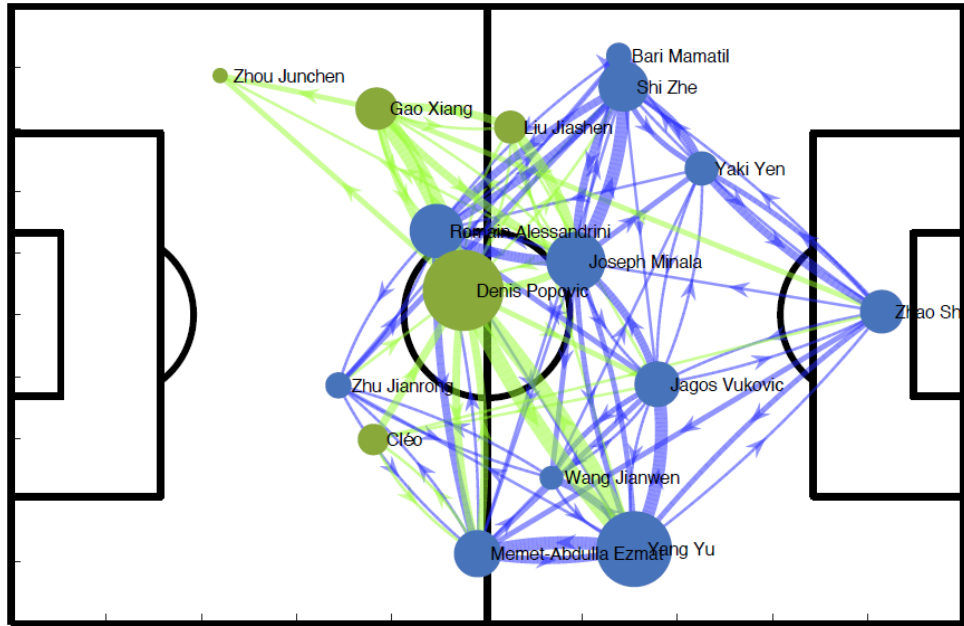 Bari Mamatil
Zhou Junchen
Shi Zhe
Gao Xiang
Liu Jiashen
Yaki Yen
Romain Alessandrini
Joseph Minala
Denis Popovic
Zhao Sh
Zhu Jianrong
Jagos Vukovic
Cléo
Wang Jianwen
Memet-Abdulla Ezmat
Yang Yu